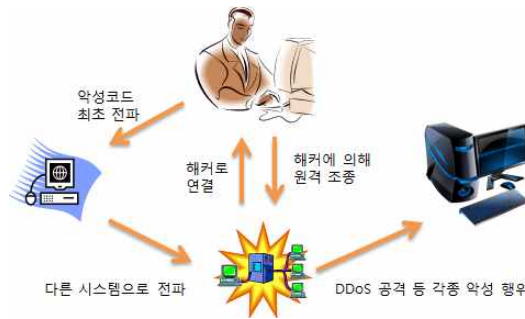 악성코드
최초 전파
해커로
연결
해커에 의해
원격 조종
다른 시스템으로 전파
DDoS 공격 등 각종 악성 행위